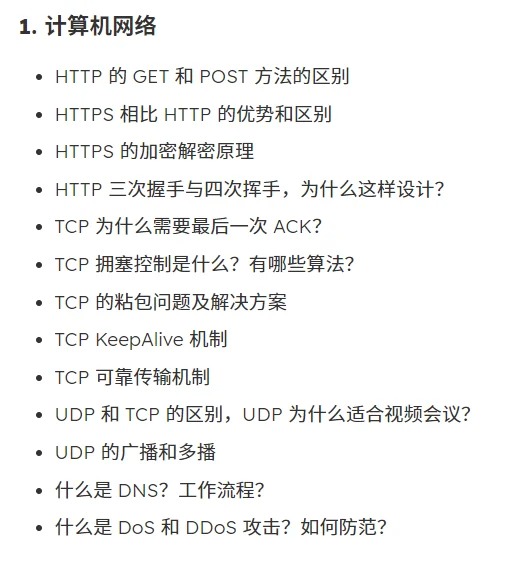 1. 计算机网络
• HTTP 的 GET 和 POST 方法的区别
• HTTPS 相比 HTTP 的优势和区别
• HTTPS 的加密解密原理
• HTTP 三次握手与四次挥手，为什么这样设计？
• TCP 为什么需要最后一次 ACK？
• TCP 拥塞控制是什么？有哪些算法？
• TCP 的粘包问题及解决方案
• TCP KeepAlive 机制
• TCP 可靠传输机制
• UDP 和 TCP 的区别，UDP 为什么适合视频会议？
• UDP 的广播和多播
• 什么是 DNS？工作流程？
• 什么是 DoS 和 DDoS 攻击？如何防范？